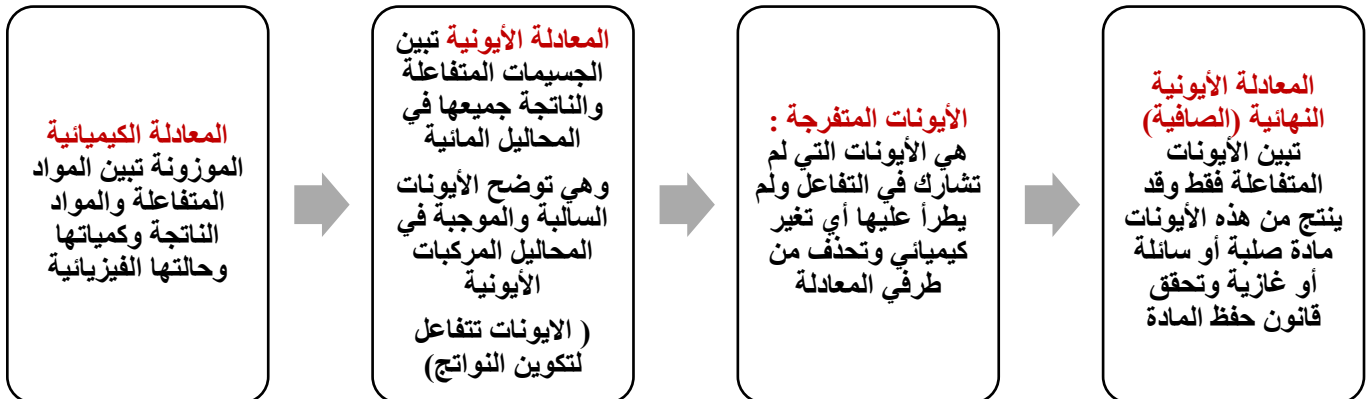 المعادلة الكيميائية
الموزونة تبين المواد
المتفاعلة والمواد
الناتجة وكمياتها
وحالتها الفيزيائية
المعادلة الأيونية تبين
الجسيمات المتفاعلة
والناتجة جميعها في
المحاليل المائية
وهي توضح الأيونات
السالبة والموجبة في
المحاليل المركبات
الأيونية
( الايونات تتفاعل
لتكوين النواتج)
الأيونات المتفرجة :
هي الأيونات التي لم
تشارك في التفاعل ولم
يطرأ عليها أي تغير
كيميائي وتحذف من
طرفي المعادلة
المعادلة الأيونية
النهائية (الصافية)
تبين الأيونات
المتفاعلة فقط وقد
ينتج من هذه الأيونات
مادة صلبة أو سائلة
أو غازية وتحقق
قانون حفظ المادة